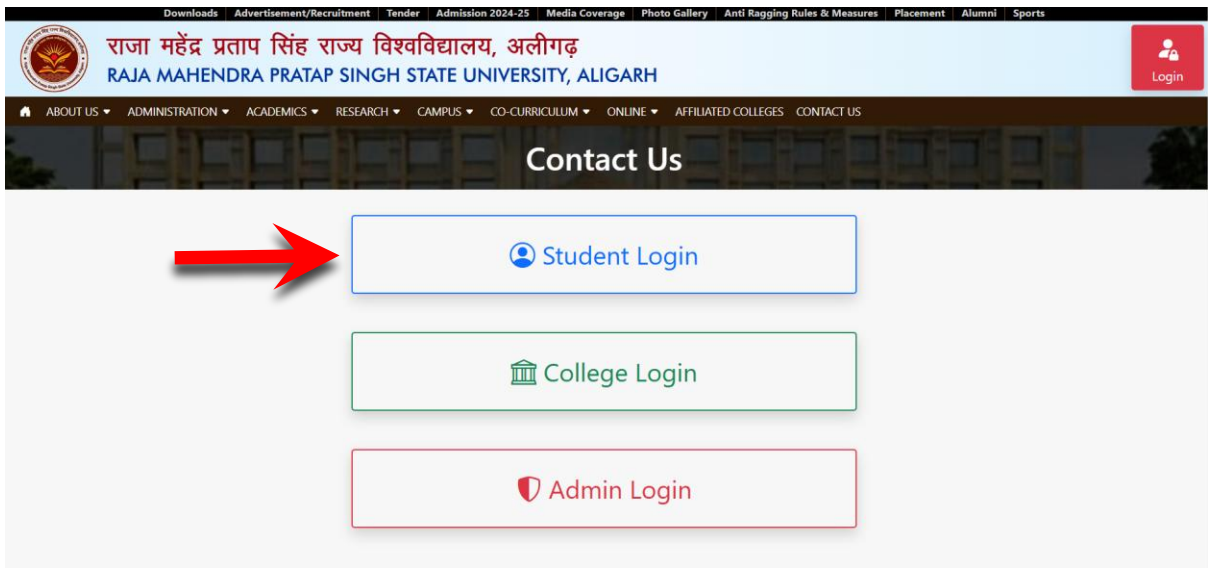 Downloads Advertisement/Recruitment Tender Admission 2024-25 Media Coverage Photo Gallery Anti Ragging Rules & Measures Placement Alumni Sports
राजा महेंद्र प्रताप सिंह राज्य विश्वविद्यालय, अलीगढ़
RAJA MAHENDRA PRATAP SINGH STATE UNIVERSITY, ALIGARH
Login
ABOUT US ADMINISTRATION ACADEMICS RESEARCH CAMPUS CO-CURRICULUM ONLINE AFFILIATED COLLEGES CONTACT US
Contact Us
Student Login
College Login
Admin Login